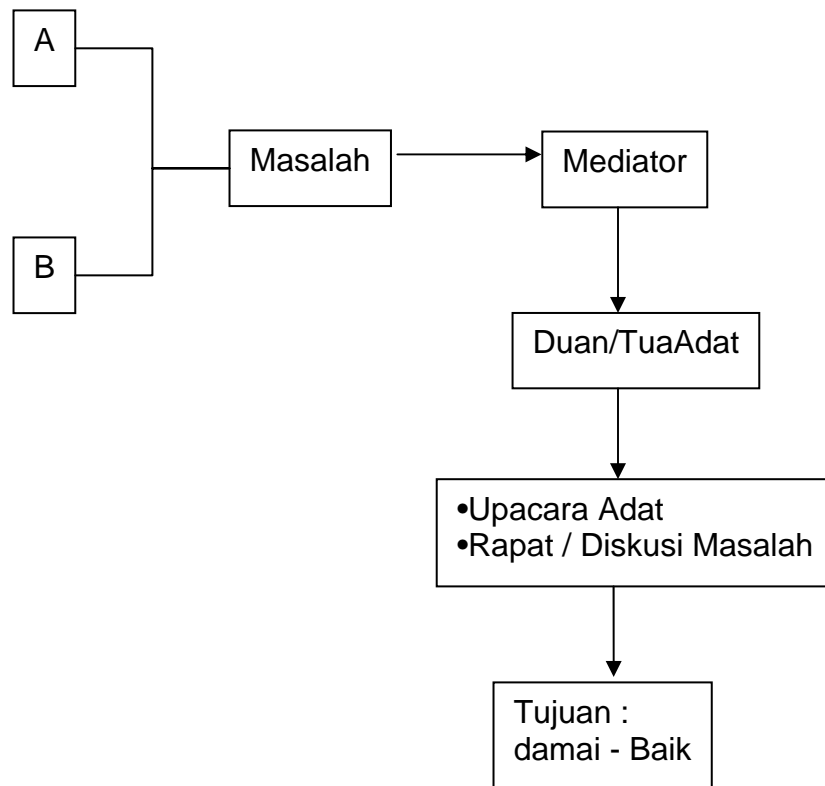 A
Masalah
Mediator
B
Duan/TuaAdat
•Upacara Adat
•Rapat / Diskusi Masalah
Tujuan :
damai - Baik